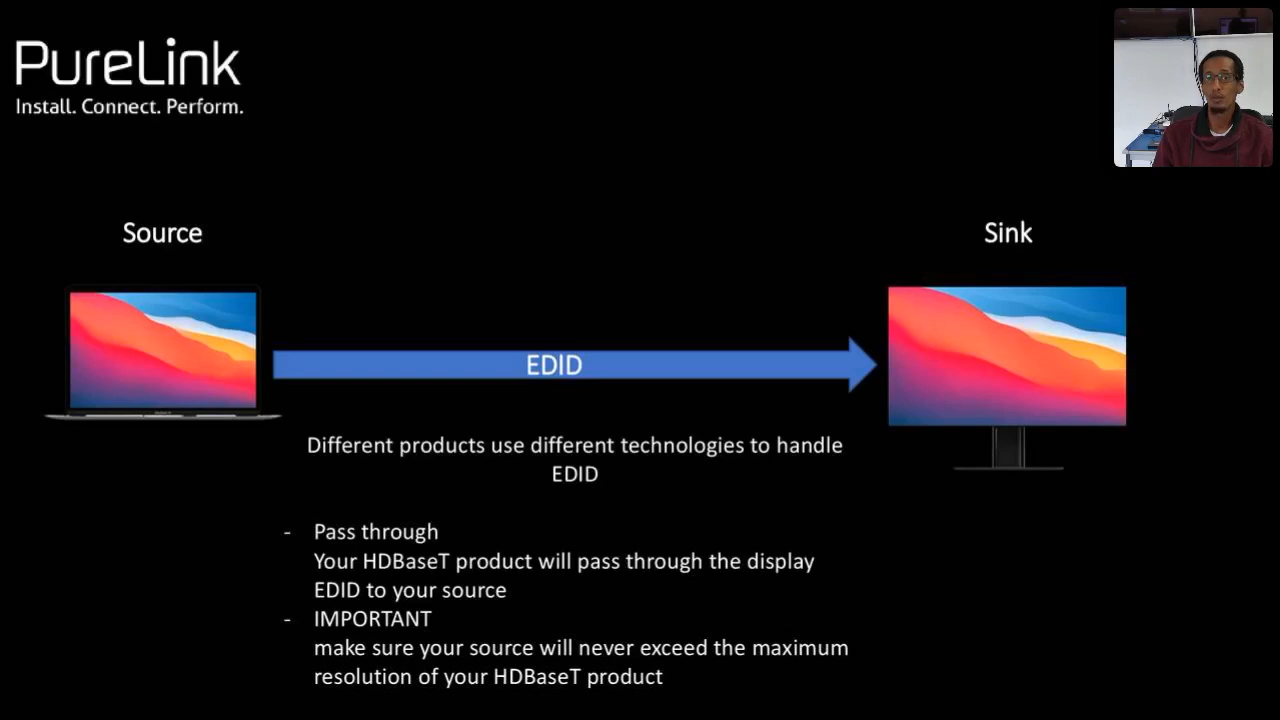 PureLink
Install. Connect. Perform.
Source
Sink
EDID
Different products use different technologies to handle
EDID
- Pass through
Your HDBaseT product will pass through the display
EDID to your source
- IMPORTANT
make sure your source will never exceed the maximum
resolution of your HDBaseT product